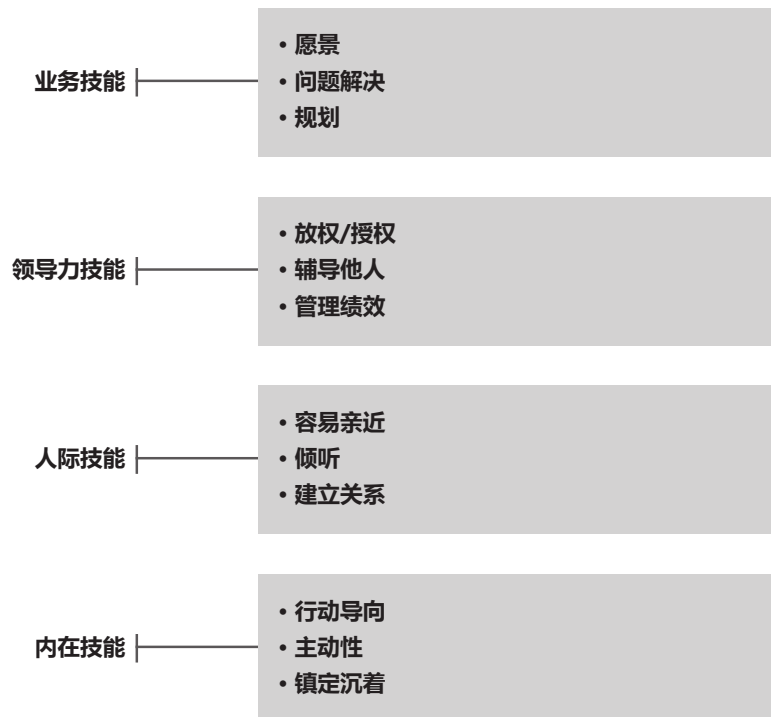 业务技能
• 愿景
• 问题解决
• 规划
领导力技能
• 放权/授权
• 辅导他人
• 管理绩效
人际技能
• 容易亲近
• 倾听
• 建立关系
内在技能
• 行动导向
• 主动性
• 镇定沉着